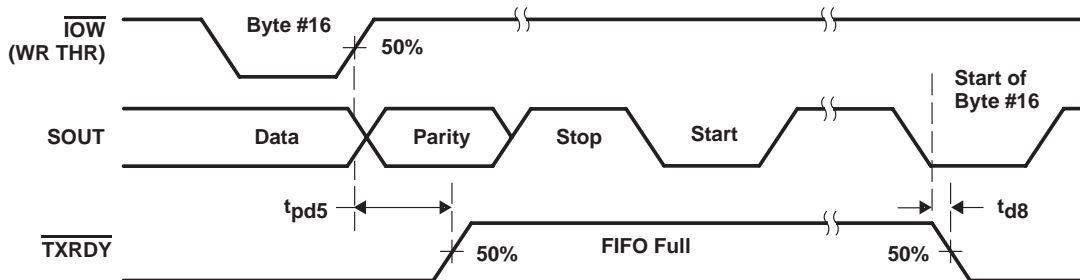 IOW
(WR THR)
Byte #16
50%
Start of
Byte #16
SOUT
Data
Parity
Stop
Start
tpd5
td8
TXRDY
50%
FIFO Full
50%